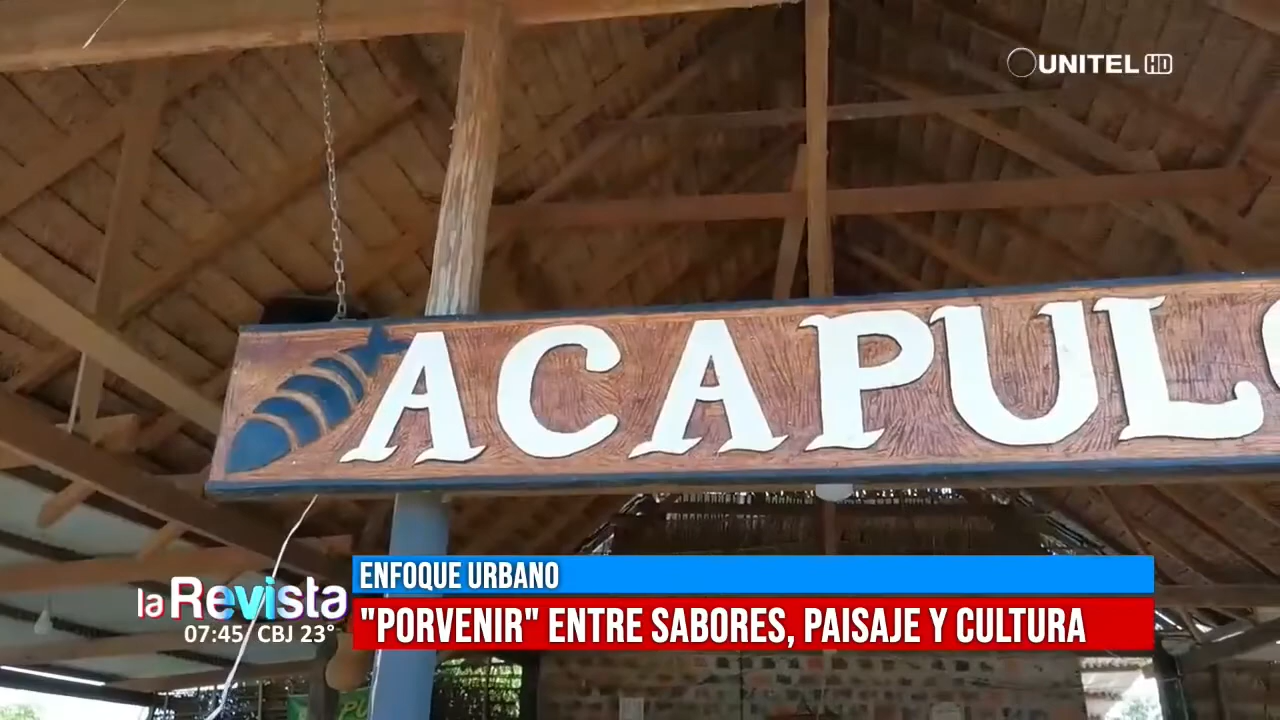 UNITEL HD
ACAPUL
ENFOQUE URBANO
la Revista
"PORVENIR" ENTRE SABORES, PAISAJE Y CULTURA
07:45 CBJ 23°